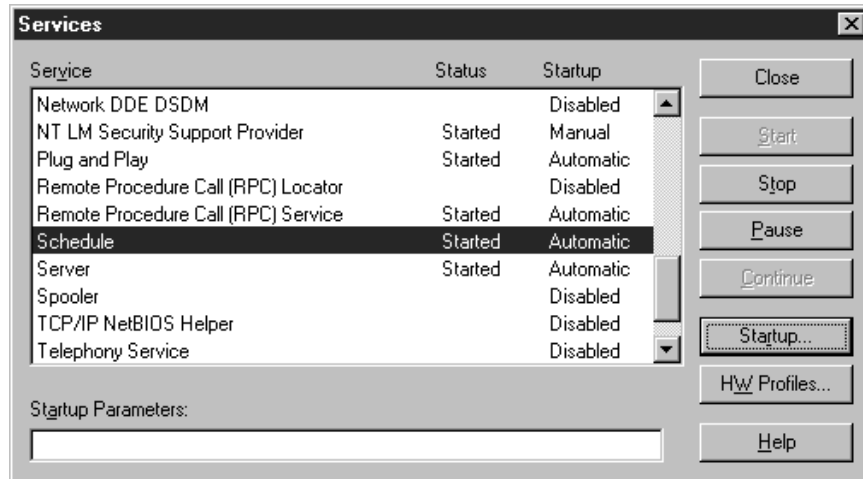 Services
Service Status Startup
Network DDE DSDM Disabled
NT LM Security Support Provider Started Manual
Plug and Play Started Automatic
Remote Procedure Call (RPC) Locator Disabled
Remote Procedure Call (RPC) Service Started Automatic
Schedule Started Automatic
Server Started Automatic
Spooler Disabled
TCP/IP NetBIOS Helper Disabled
Telephony Service Disabled
Startup Parameters:
Close
Start
Stop
Pause
Continue
Startup...
HW Profiles...
Help